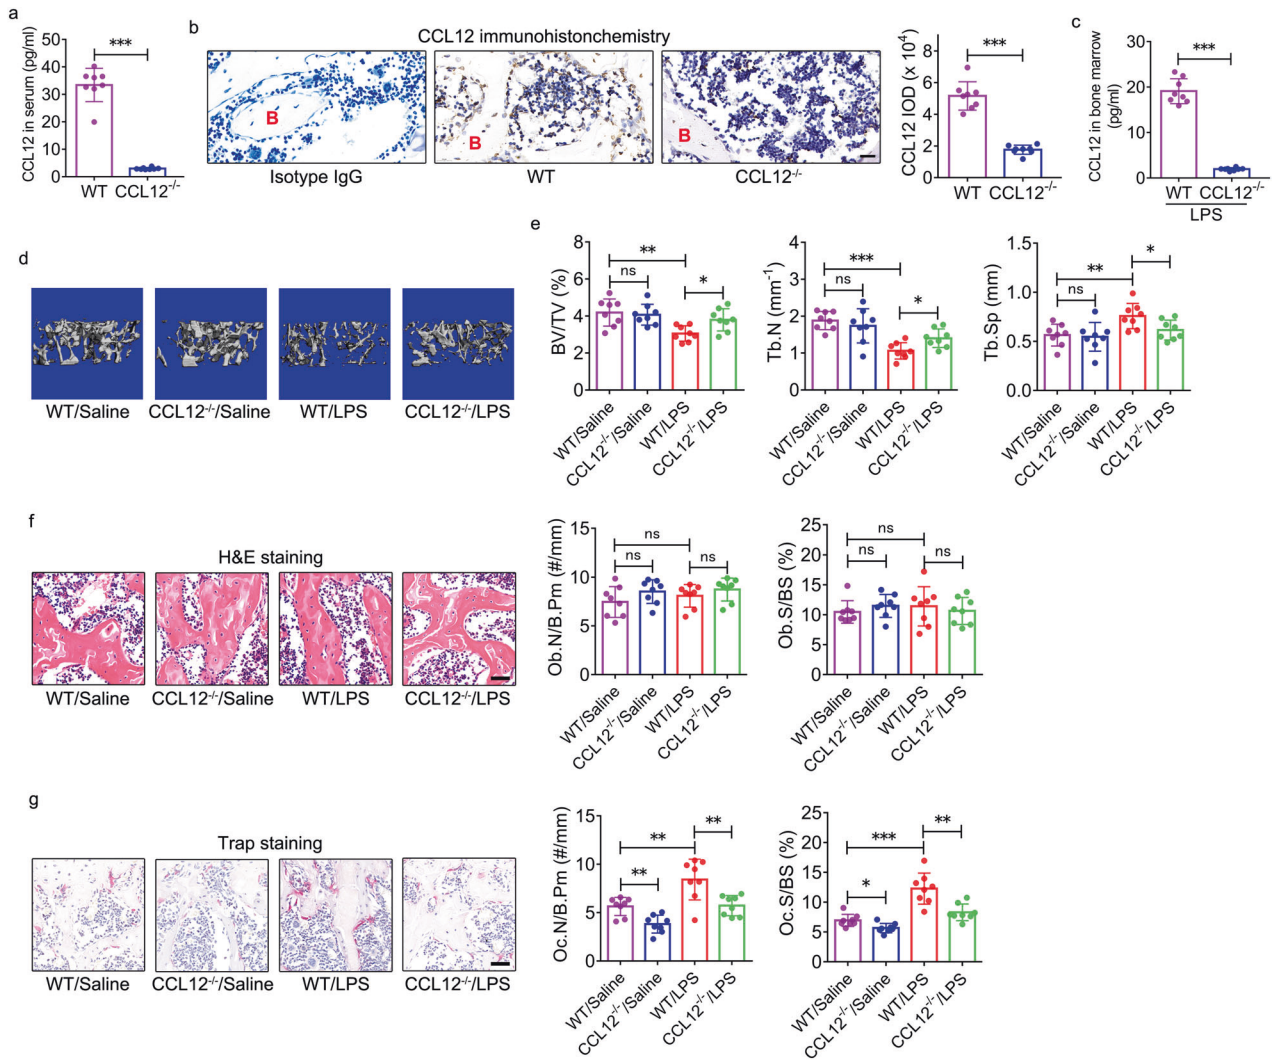 a
CCL12 in serum (pg/ml)
50
40
30
20
10
0
***
WT CCL12-/-
b
CCL12 immunohistonchemistry
B
B
B
Isotype IgG
WT
CCL12-/-
CCL12 IOD (x 10^4)
8
6
4
2
0
***
WT CCL12-/-
c
CCL12 in bone marrow
(pg/ml)
30
20
10
0
***
WT CCL12-/-
LPS
d
WT/Saline
CCL12-/-/Saline
WT/LPS
CCL12-/-/LPS
e
BV/TV (%)
8
6
4
2
0
**
ns
*
WT/Saline
CCL12-/-/Saline
WT/LPS
CCL12-/-/LPS
Tb.N (mm-1)
4
3
2
1
0
***
ns
*
WT/Saline
CCL12-/-/Saline
WT/LPS
CCL12-/-/LPS
Tb.Sp (mm)
1.5
1.0
0.5
0.0
*
**
ns
WT/Saline
CCL12-/-/Saline
WT/LPS
CCL12-/-/LPS
f
H&E staining
WT/Saline
CCL12-/-/Saline
WT/LPS
CCL12-/-/LPS
Ob.N/B.Pm (#/mm)
15
10
5
0
ns
ns
ns
WT/Saline
CCL12-/-/Saline
WT/LPS
CCL12-/-/LPS
Ob.S/BS (%)
25
20
15
10
5
0
ns
ns
ns
WT/Saline
CCL12-/-/Saline
WT/LPS
CCL12-/-/LPS
g
Trap staining
WT/Saline
CCL12-/-/Saline
WT/LPS
CCL12-/-/LPS
Oc.N/B.Pm (#/mm)
15
10
5
0
**
**
**
WT/Saline
CCL12-/-/Saline
WT/LPS
CCL12-/-/LPS
Oc.S/BS (%)
25
20
15
10
5
0
**
***
*
WT/Saline
CCL12-/-/Saline
WT/LPS
CCL12-/-/LPS